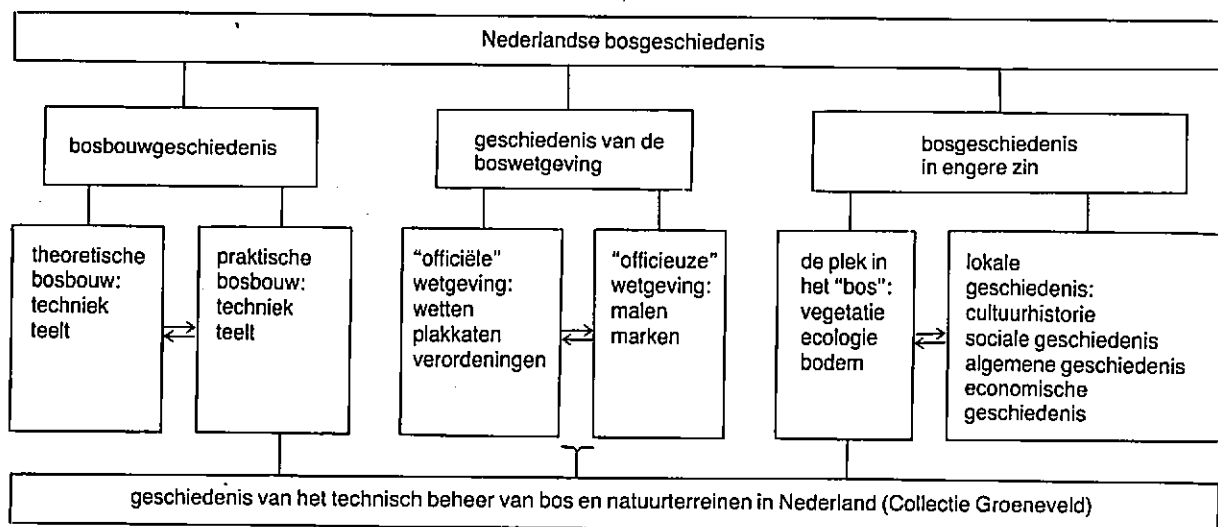 Nederlandse bosgeschiedenis
bosbouwgeschiedenis
geschiedenis van de
boswetgeving
bosgeschiedenis
in engere zin
theoretische
bosbouw:
techniek
teelt
praktische
bosbouw:
techniek
teelt
"officiële"
wetgeving:
wetten
plakkaten
verordeningen
"officieuze"
wetgeving:
malen
marken
de plek in
het "bos":
vegetatie
ecologie
bodem
lokale
geschiedenis:
cultuurhistorie
sociale geschiedenis
algemene geschiedenis
economische
geschiedenis
geschiedenis van het technisch beheer van bos en natuurterreinen in Nederland (Collectie Groeneveld)